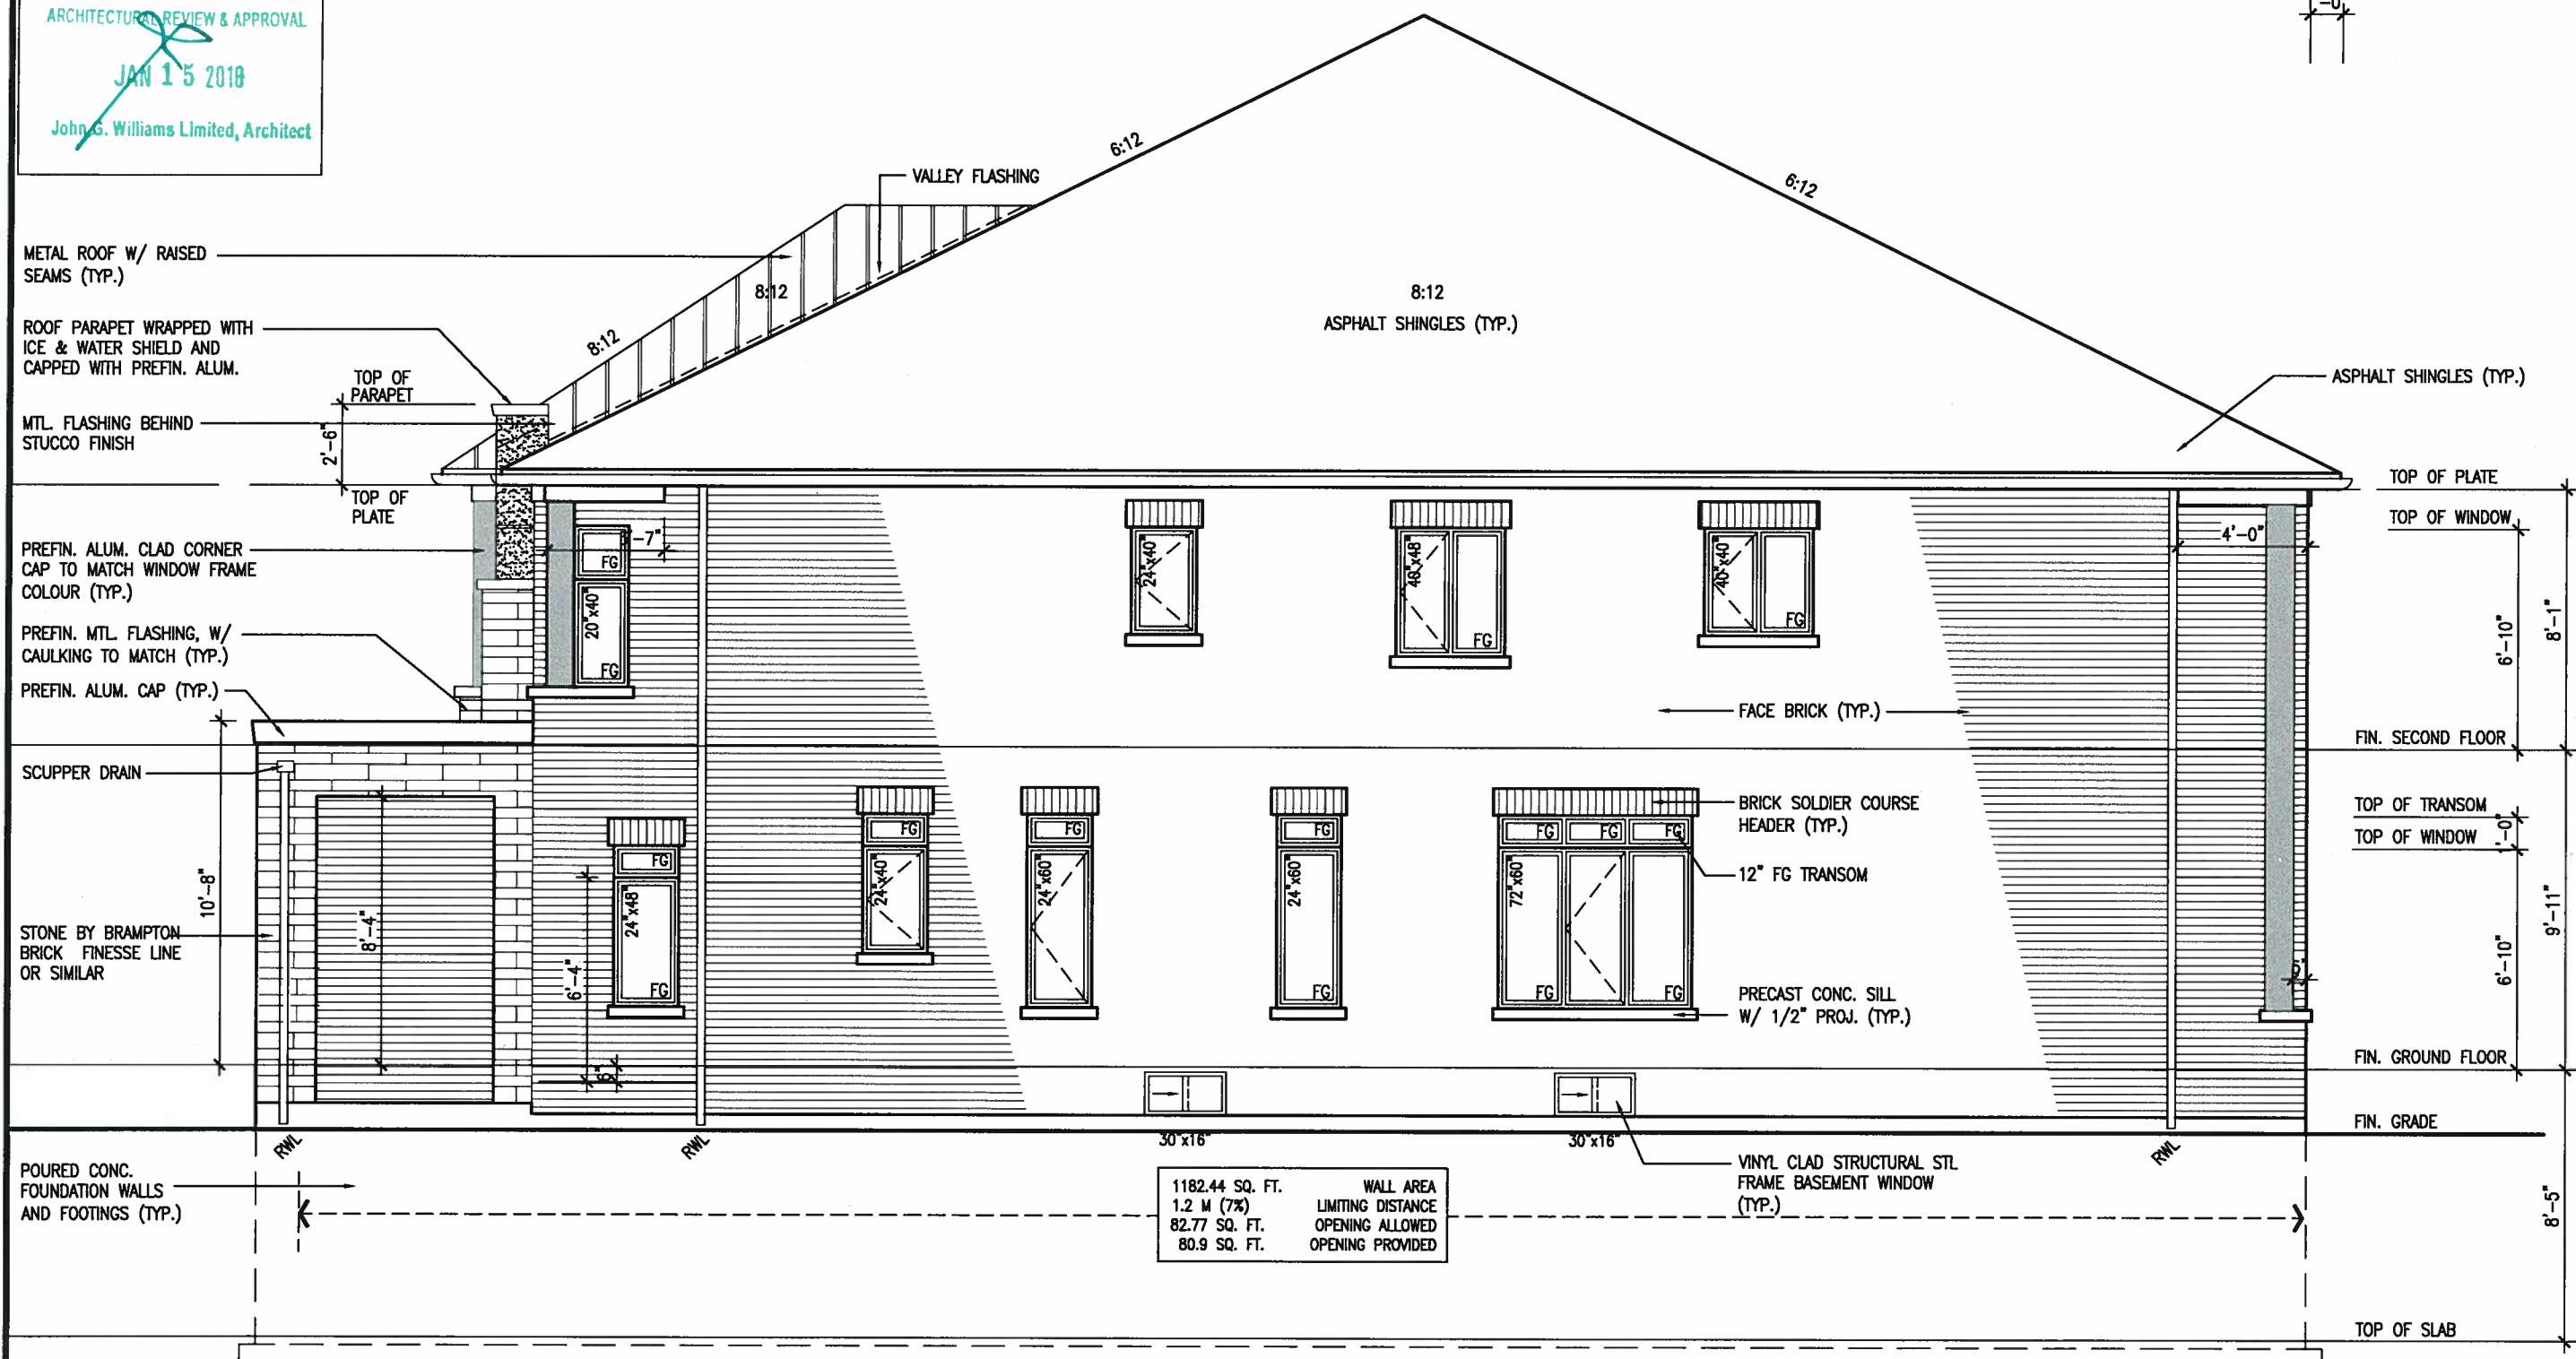 ARCHITECTURAL REVIEW & APPROVAL
JAN 15 2018
John G. Williams Limited, Architect
6:12
6:12
VALLEY FLASHING
METAL ROOF W/ RAISED
SEAMS (TYP.)
8:12
8:12
8:12
ASPHALT SHINGLES (TYP.)
ROOF PARAPET WRAPPED WITH
ICE & WATER SHIELD AND
CAPPED WITH PREFIN. ALUM.
TOP OF
PARAPET
ASPHALT SHINGLES (TYP.)
MTL. FLASHING BEHIND
STUCCO FINISH
2'-6"
TOP OF
PLATE
TOP OF PLATE
TOP OF WINDOW
4'-0"
PREFIN. ALUM. CLAD CORNER
CAP TO MATCH WINDOW FRAME
COLOUR (TYP.)
-7"
FG
20"x40"
FG
24"x40"
48"x48"
FG
40"x40"
FG
6'-10"
8'-1"
PREFIN. MTL. FLASHING, W/
CAULKING TO MATCH (TYP.)
PREFIN. ALUM. CAP (TYP.)
FACE BRICK (TYP.)
FIN. SECOND FLOOR
SCUPPER DRAIN
BRICK SOLDIER COURSE
HEADER (TYP.)
TOP OF TRANSOM
TOP OF WINDOW
1'-0"
12" FG TRANSOM
FG
FG
FG
FG
FG
FG
FG
24"x48"
FG
24"x40"
24"x60"
24"x60"
FG
72"x60"
FG
FG
10'-8"
8'-4"
6'-4"
6"
STONE BY BRAMPTON
BRICK FINESSE LINE
OR SIMILAR
PRECAST CONC. SILL
W/ 1/2" PROJ. (TYP.)
6'-10"
9'-11"
FIN. GROUND FLOOR
FIN. GRADE
RWL
RWL
30"x16"
30"x16"
RWL
POURED CONC.
FOUNDATION WALLS
AND FOOTINGS (TYP.)
VINYL CLAD STRUCTURAL STL
FRAME BASEMENT WINDOW
(TYP.)
1182.44 SQ. FT. WALL AREA
1.2 M (7%) LIMITING DISTANCE
82.77 SQ. FT. OPENING ALLOWED
80.9 SQ. FT. OPENING PROVIDED
8'-5"
TOP OF SLAB